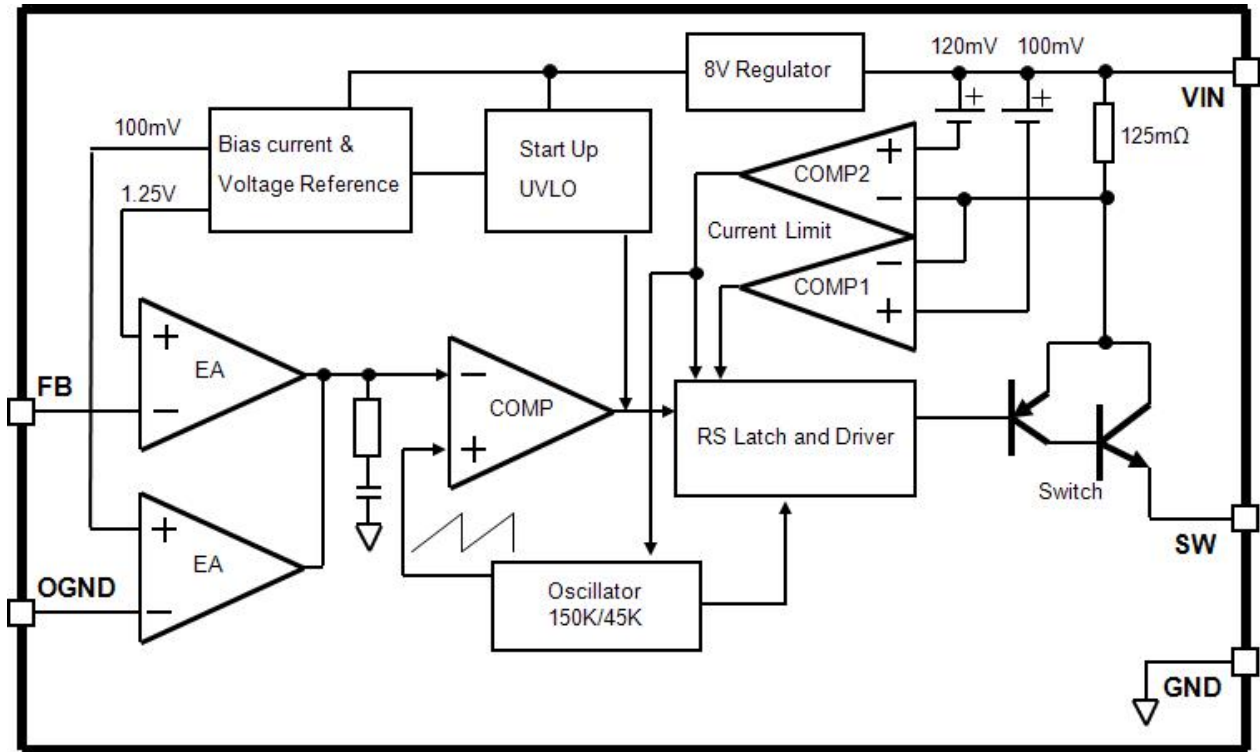 120mV
100mV
8V Regulator
VIN
100mV
Bias current &
Voltage Reference
Start Up
UVLO
125mΩ
1.25V
+
COMP2
−
Current Limit
−
COMP1
+
+
EA
−
FB
−
COMP
+
RS Latch and Driver
Switch
+
EA
−
OGND
Oscillator
150K/45K
SW
GND